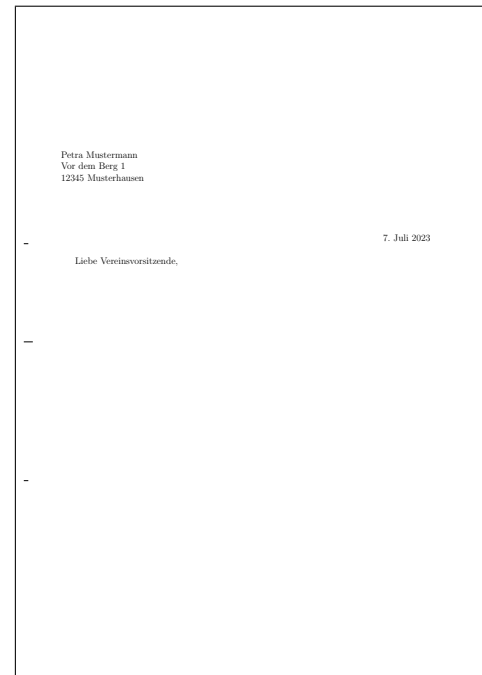 Petra Mustermann
Vor dem Berg 1
12345 Musterhausen
7. Juli 2023
Liebe Vereinsvorsitzende,